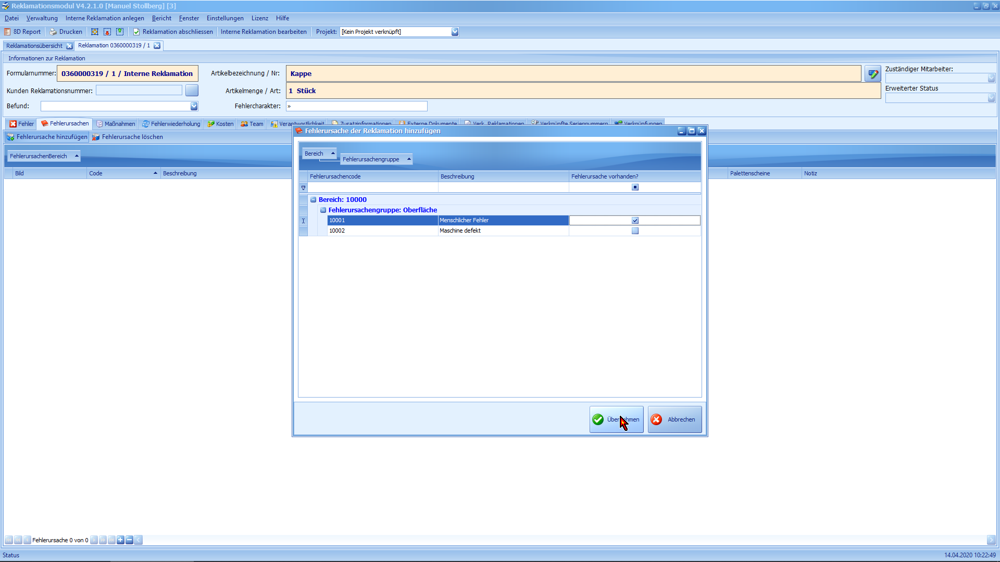 Reklamationsmodul V4.2.1.0 [Manuel Stollberg] [3]
Datei Verwaltung Interne Reklamation anlegen Bericht Fenster Einstellungen Lizenz Hilfe
8D Report Drucken Reklamation abschliessen Interne Reklamation bearbeiten Projekt: [Kein Projekt verknüpft]
Reklamationsübersicht Reklamation 0360000319 / 1
Informationen zur Reklamation
Formularnummer: 0360000319 / 1 / Interne Reklamation Artikelbezeichnung / Nr: Kappe Zuständiger Mitarbeiter:
Kunden Reklamationsnummer: Artikelmenge / Art: 1 Stück Erweiterter Status
Befund: Fehlercharakter: »
Fehler Fehlerursachen Maßnahmen Fehlerwiederholung Kosten Team Verantwortlichkeit Zusatzinformationen Externe Dokumente Verk. Reklamationen Verknüpfte Seriennummern Verknüpfungen
Fehlerursache hinzufügen Fehlerursache löschen
FehlerursachenBereich
Bild Code Beschreibung Palettenscheine Notiz
Fehlerursache der Reklamation hinzufügen
Bereich
Fehlerursachengruppe
Fehlerursachencode Beschreibung Fehlerursache vorhanden?
Bereich: 10000
Fehlerursachengruppe: Oberfläche
10001 Menschlicher Fehler
10002 Maschine defekt
Abbrechen
Fehlerursache 0 von 0
Status 14.04.2020 10:22:49